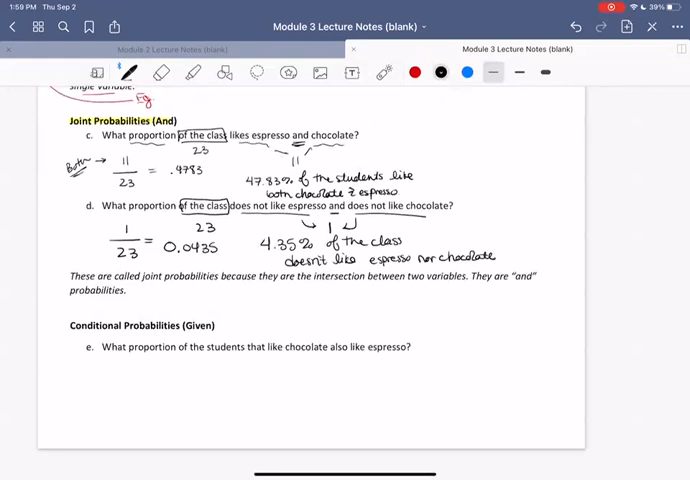 1:59 PM Thu Sep 2
39%
Module 3 Lecture Notes (blank)
Module 2 Lecture Notes (blank)
Module 3 Lecture Notes (blank)
single variable.
Eg.
Joint Probabilities (And)
c. What proportion of the class likes espresso and chocolate?
23
Both → 11/23 = .4783
11
47.83% of the students like
both chocolate & espresso
d. What proportion of the class does not like espresso and does not like chocolate?
1/23 = 0.0435
23
1
4.35% of the class
doesn't like espresso nor chocolate
These are called joint probabilities because they are the intersection between two variables. They are "and"
probabilities.
Conditional Probabilities (Given)
e. What proportion of the students that like chocolate also like espresso?